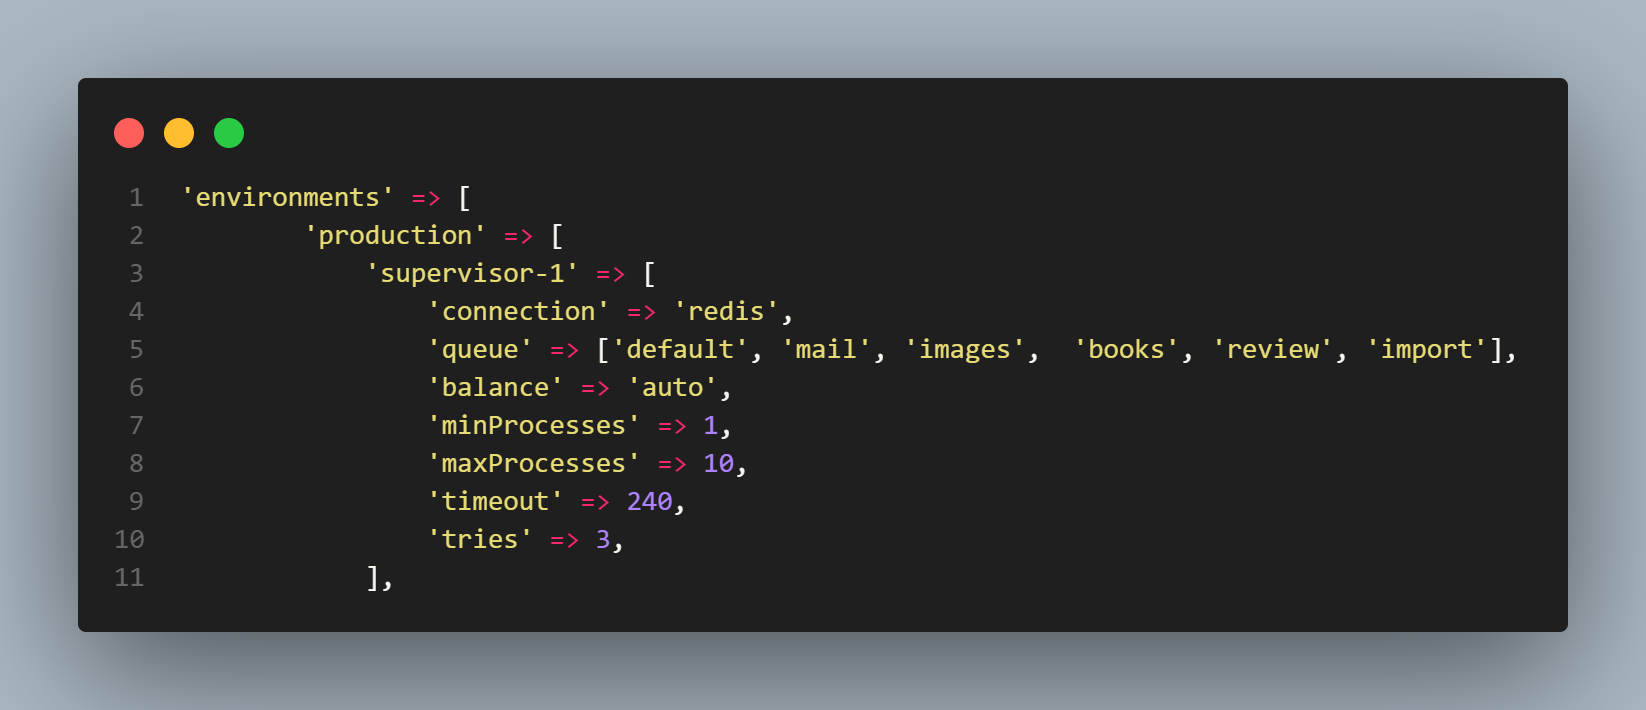 1 'environments' => [
2 'production' => [
3 'supervisor-1' => [
4 'connection' => 'redis',
5 'queue' => ['default', 'mail', 'images',  'books', 'review', 'import'],
6 'balance' => 'auto',
7 'minProcesses' => 1,
8 'maxProcesses' => 10,
9 'timeout' => 240,
10 'tries' => 3,
11 ],